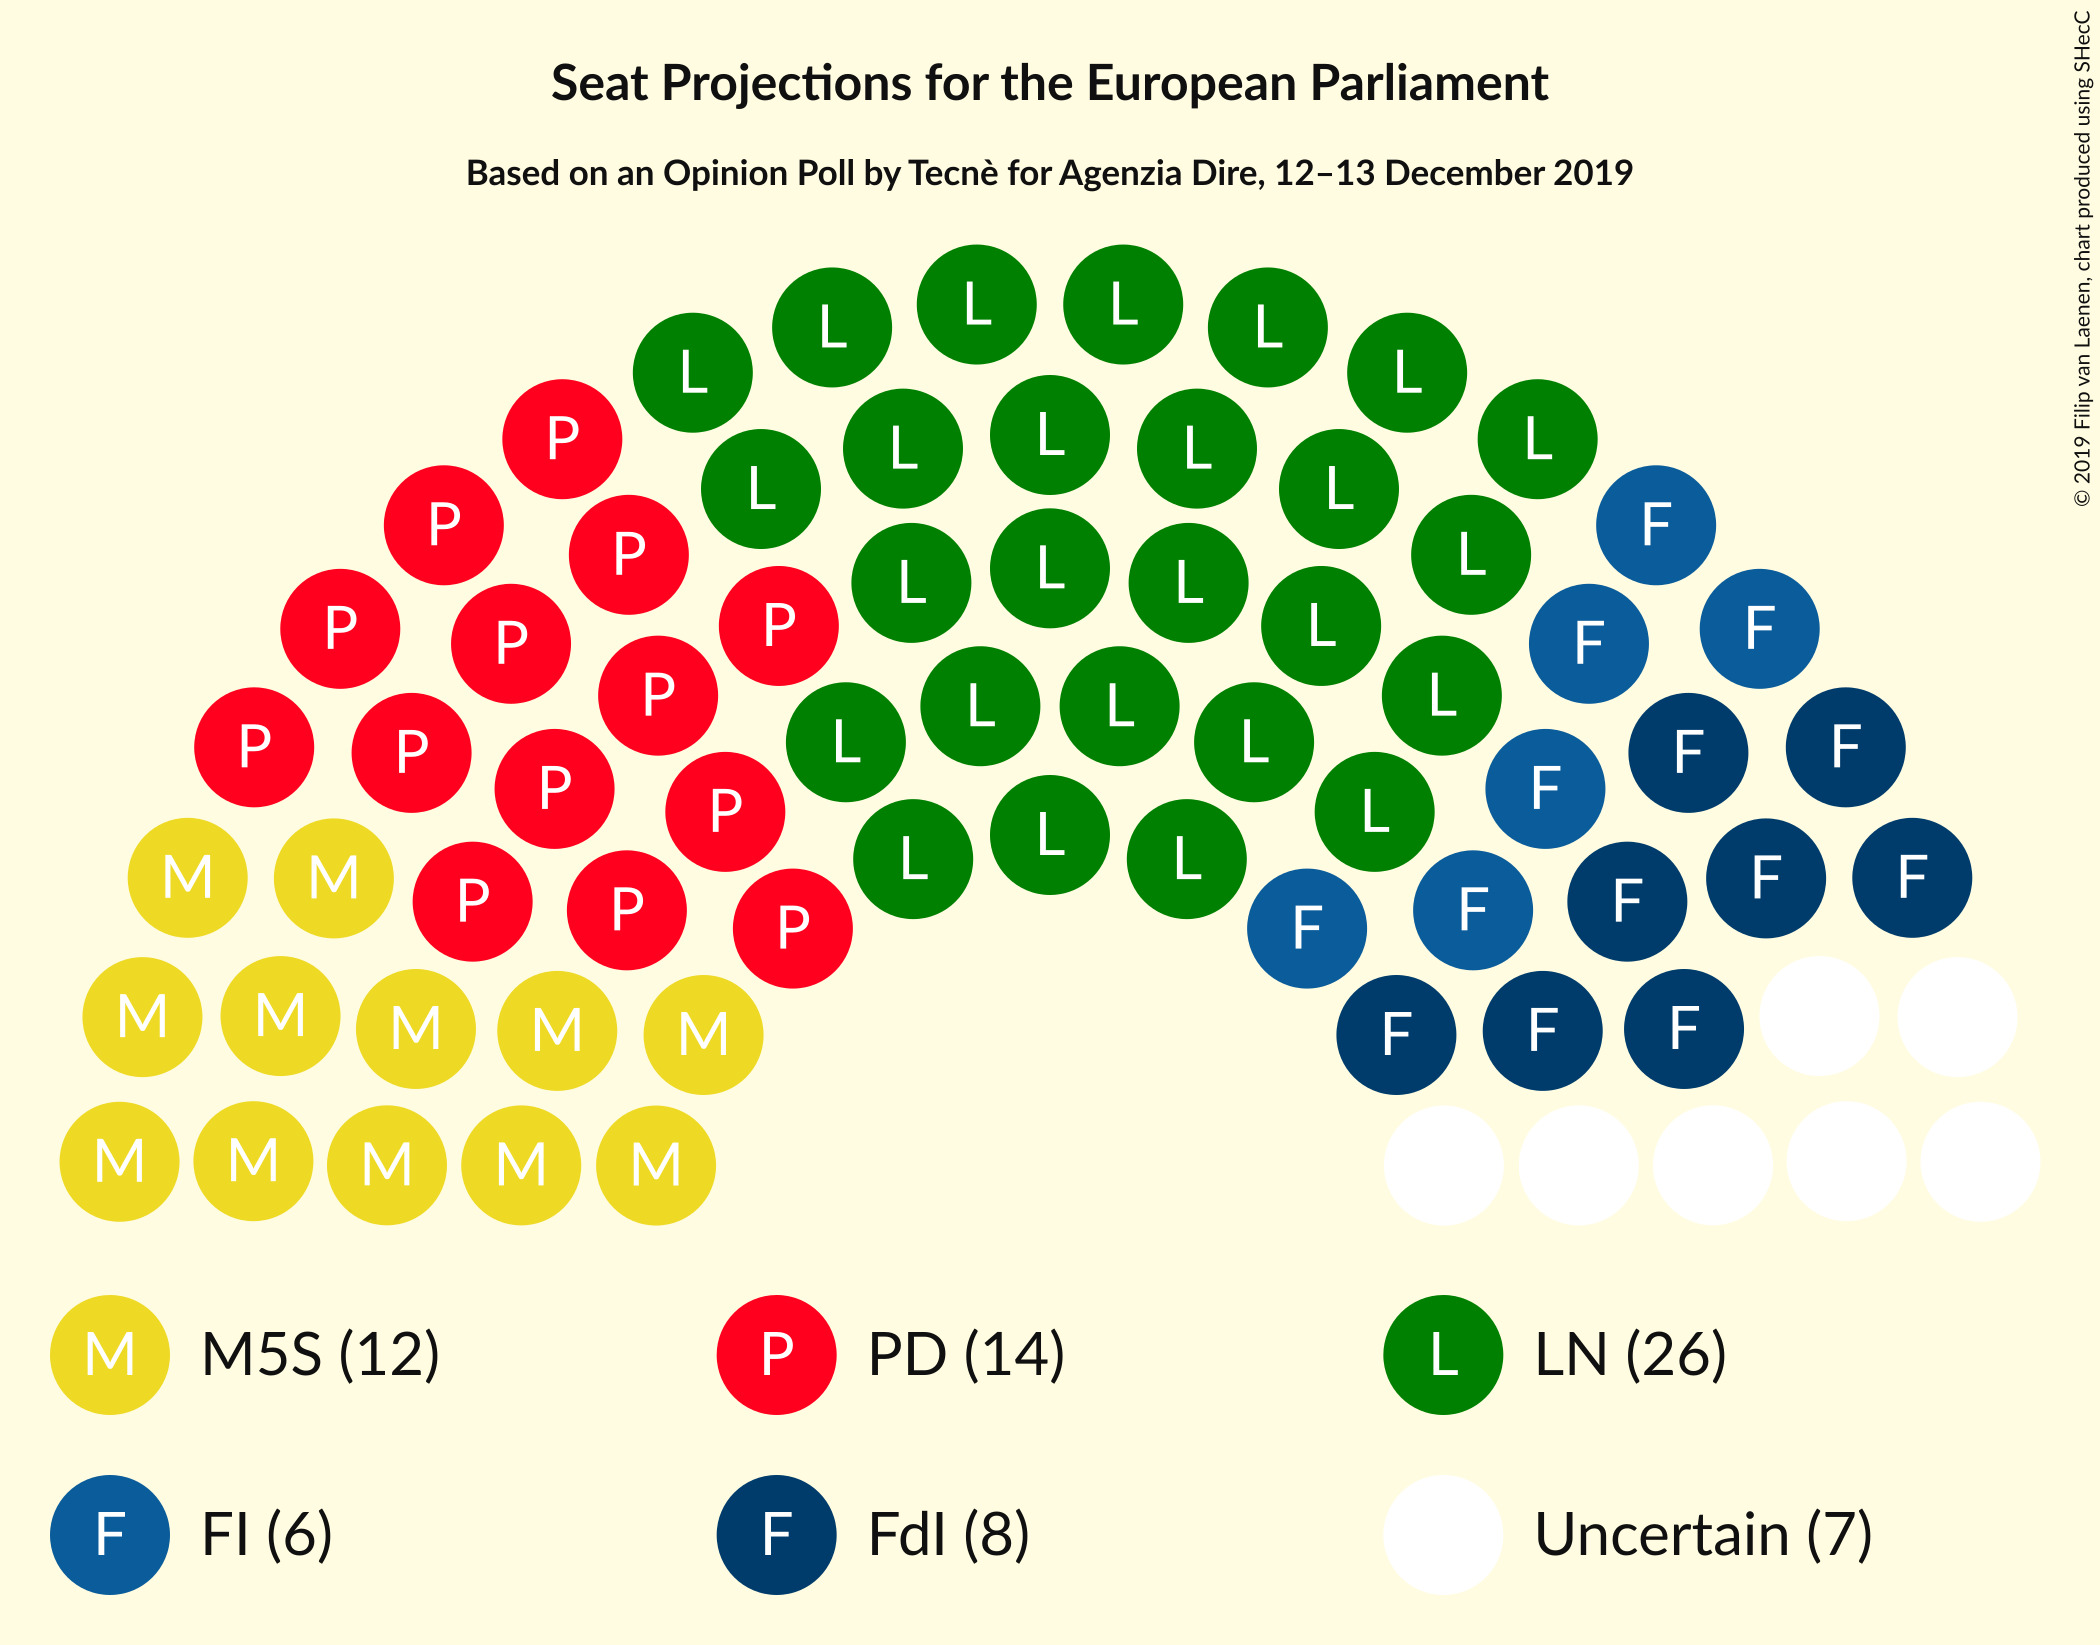 Seat Projections for the European Parliament
Based on an Opinion Poll by Tecnè for Agenzia Dire, 12–13 December 2019
© 2019 Filip van Laenen, chart produced using SHecC
L L
L L
L L
L
P L
L L
L L
P F
P L
L
L L
P L
P F
P F
P L
P L
L L
L L
P F
P F
P F
P L
M M F F
P F
P F
L L
P F
M M F
M M M F F F
M M M M M
M M5S (12) P PD (14) L LN (26)
F FI (6) F FdI (8) Uncertain (7)